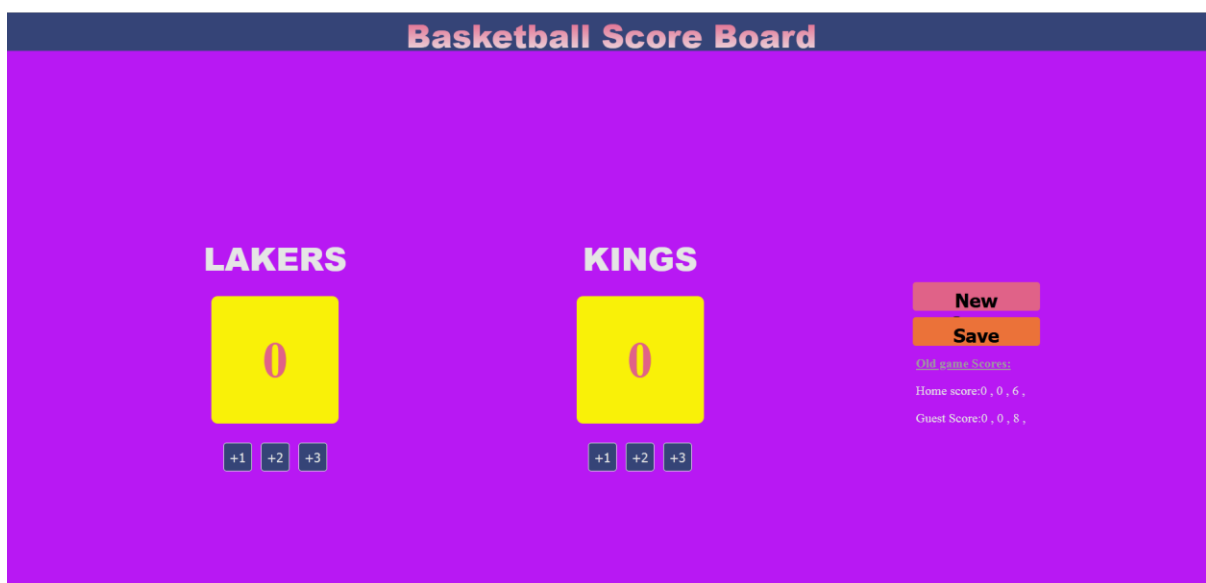 Basketball Score Board
LAKERS
0
+1 +2 +3
KINGS
0
+1 +2 +3
New
Save
Old game Scores:
Home score:0 , 0 , 6 ,
Guest Score:0 , 0 , 8 ,